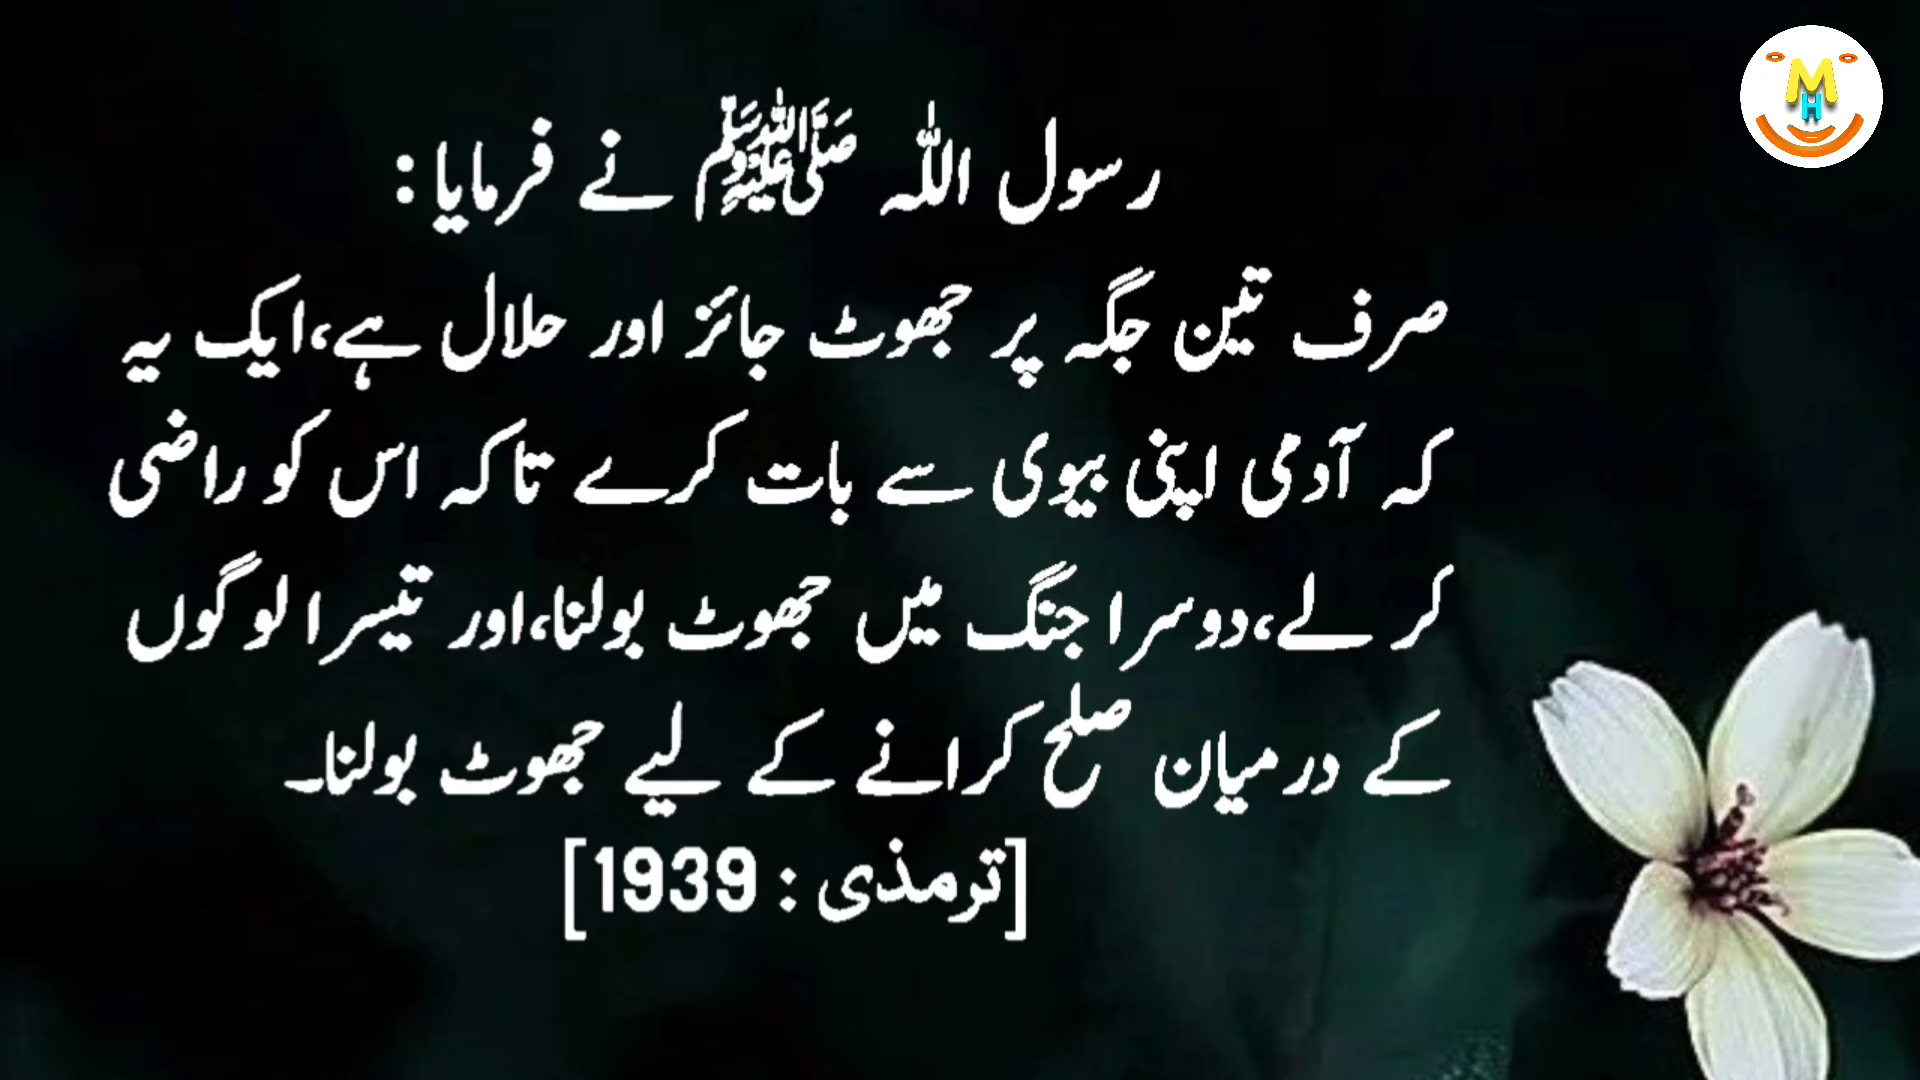 رسول اللہ ﷺ نے فرمایا:
صرف تین جگہ پر جھوٹ جائز اور حلال ہے،ایک یہ
کہ آدمی اپنی بیوی سے بات کرے تاکہ اس کو راضی
کر لے،دوسرا جنگ میں جھوٹ بولنا،اور تیسرا لوگوں
کے درمیان صلح کرانے کے لیے جھوٹ بولنا۔
[ترمذی : 1939]
M
H